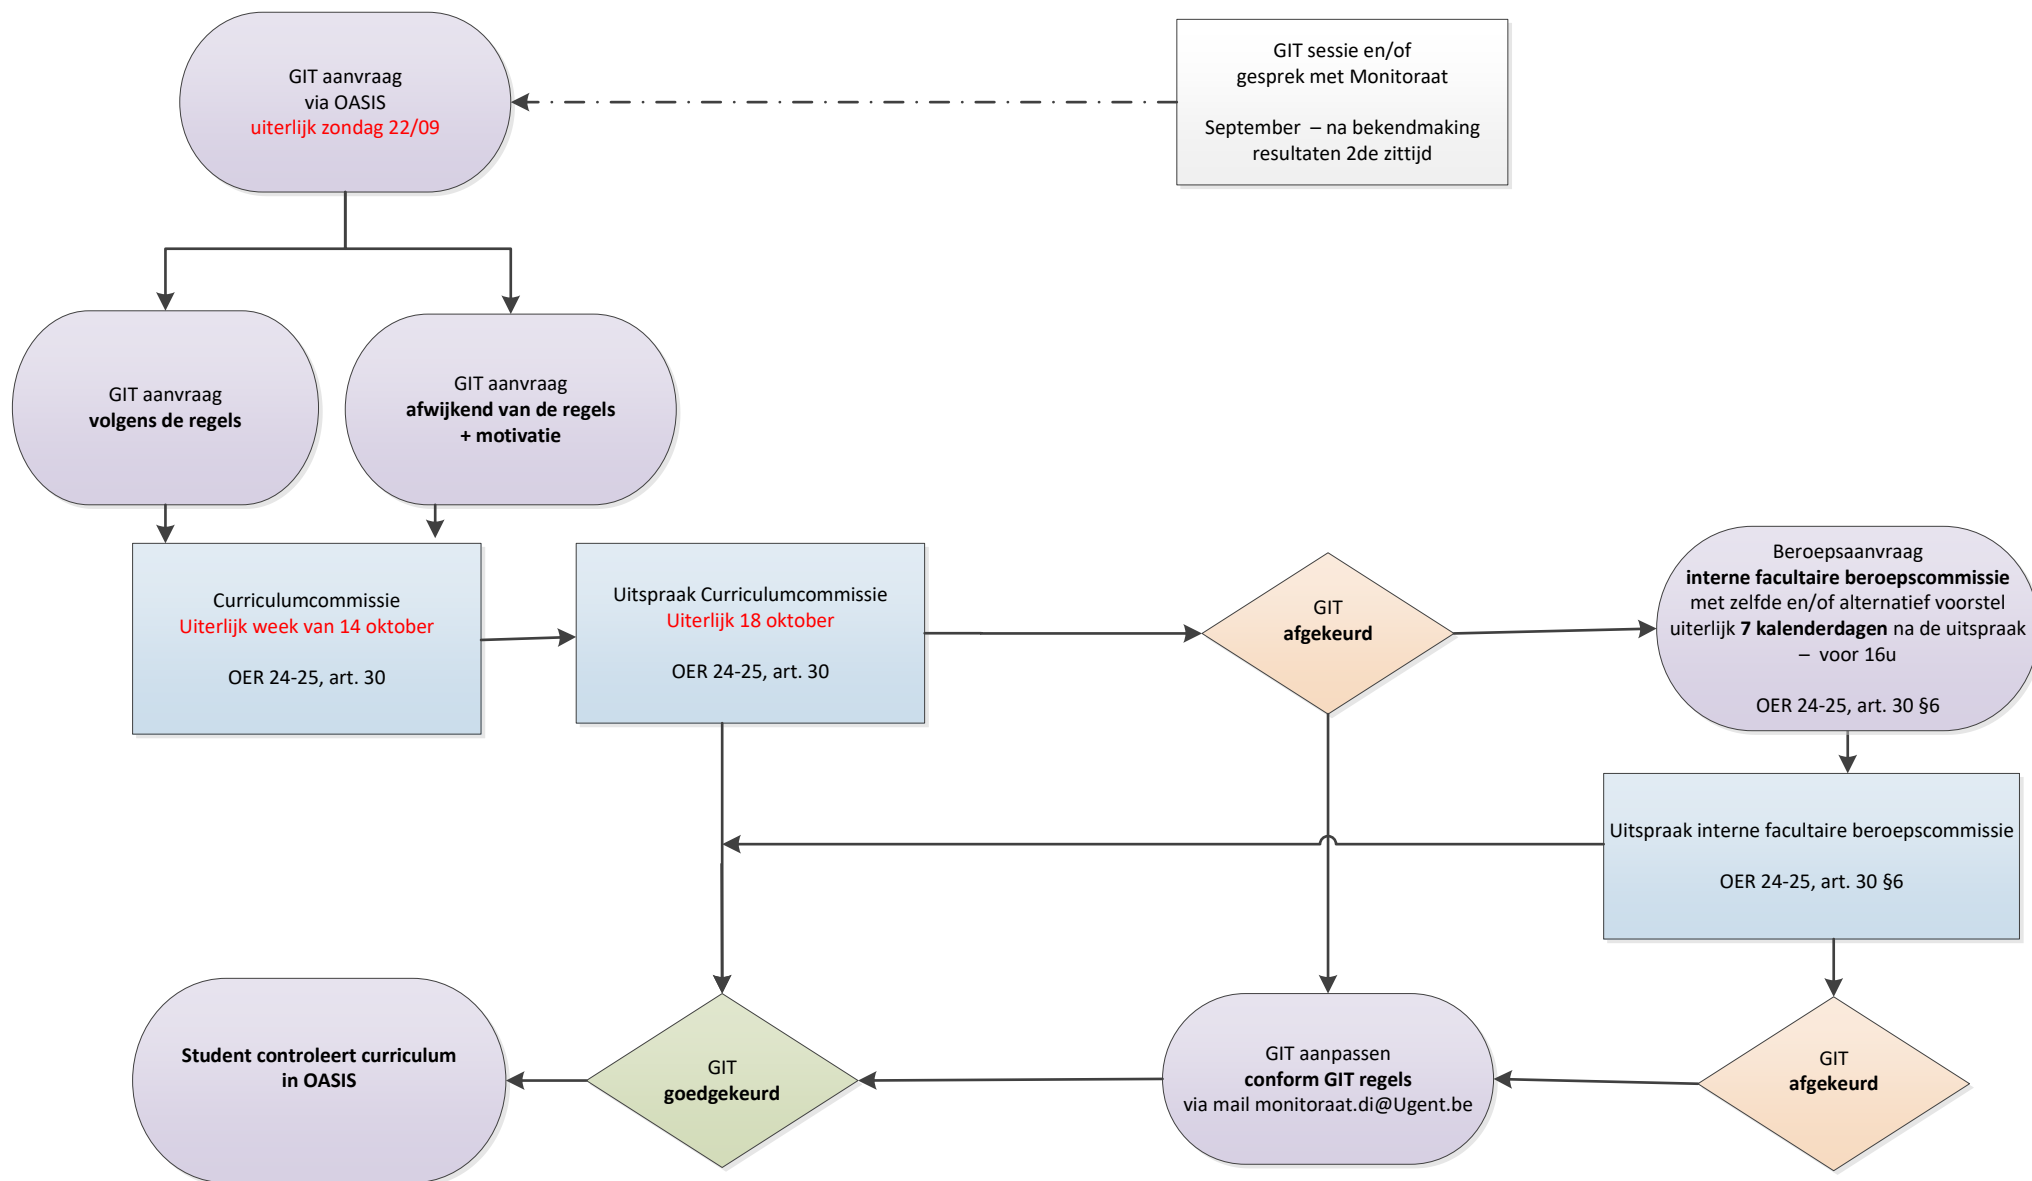 GIT aanvraag
via OASIS
uiterlijk zondag 22/09
GIT sessie en/of
gesprek met Monitoraat
September – na bekendmaking
resultaten 2de zittijd
GIT aanvraag
volgens de regels
GIT aanvraag
afwijkend van de regels
+ motivatie
Curriculumcommissie
Uiterlijk week van 14 oktober
OER 24-25, art. 30
Uitspraak Curriculumcommissie
Uiterlijk 18 oktober
OER 24-25, art. 30
GIT
afgekeurd
Beroepsaanvraag
interne facultaire beroepscommissie
met zelfde en/of alternatief voorstel
uiterlijk 7 kalenderdagen na de uitspraak
– voor 16u
OER 24-25, art. 30 §6
Uitspraak interne facultaire beroepscommissie
OER 24-25, art. 30 §6
Student controleert curriculum
in OASIS
GIT
goedgekeurd
GIT aanpassen
conform GIT regels
via mail monitoraat.di@Ugent.be
GIT
afgekeurd